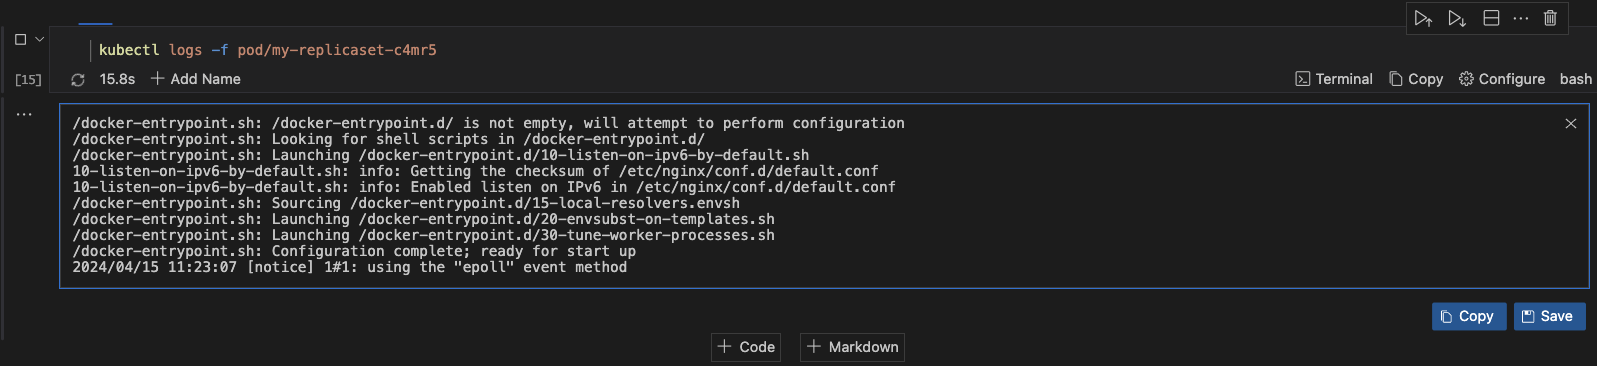 kubectl logs -f pod/my-replicaset-c4mr5
[15]
15.8s
Add Name
Terminal
Copy
Configure
bash
/docker-entrypoint.sh: /docker-entrypoint.d/ is not empty, will attempt to perform configuration
/docker-entrypoint.sh: Looking for shell scripts in /docker-entrypoint.d/
/docker-entrypoint.sh: Launching /docker-entrypoint.d/10-listen-on-ipv6-by-default.sh
10-listen-on-ipv6-by-default.sh: info: Getting the checksum of /etc/nginx/conf.d/default.conf
10-listen-on-ipv6-by-default.sh: info: Enabled listen on IPv6 in /etc/nginx/conf.d/default.conf
/docker-entrypoint.sh: Sourcing /docker-entrypoint.d/15-local-resolvers.envsh
/docker-entrypoint.sh: Launching /docker-entrypoint.d/20-envsubst-on-templates.sh
/docker-entrypoint.sh: Launching /docker-entrypoint.d/30-tune-worker-processes.sh
/docker-entrypoint.sh: Configuration complete; ready for start up
2024/04/15 11:23:07 [notice] 1#1: using the "epoll" event method
Copy
Save
Code
Markdown